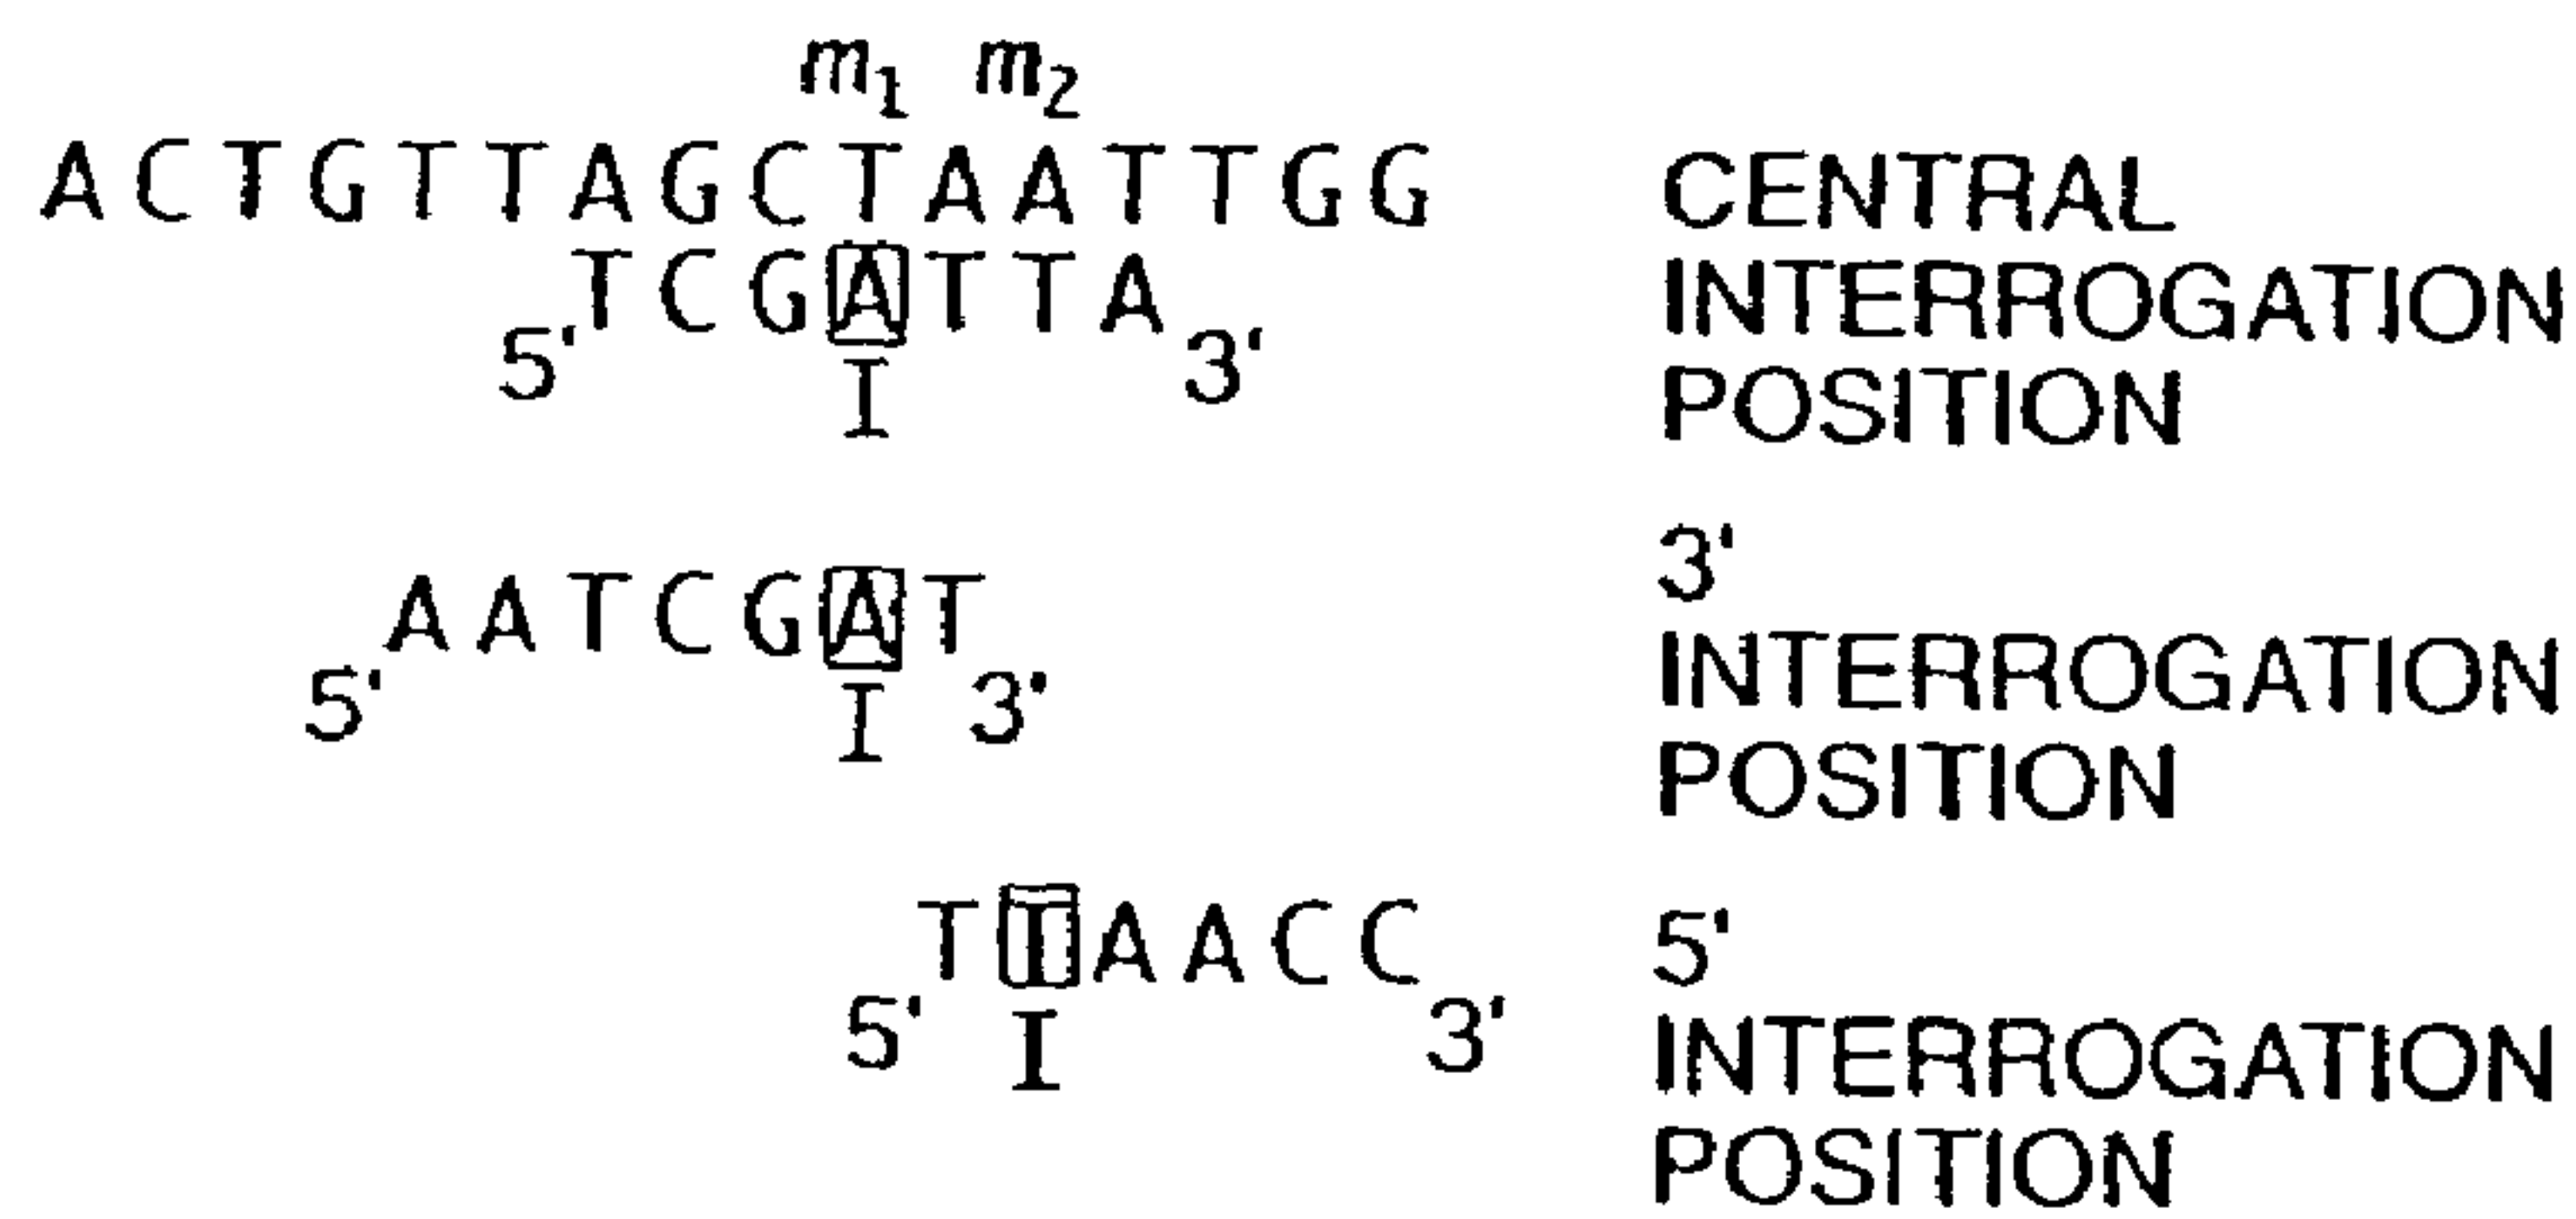 m1 m2
ACTGTTAGCTAATTGG
TCGATTA
5' 3'
I
CENTRAL
INTERROGATION
POSITION
AATCGAT
5' 3'
I
3'
INTERROGATION
POSITION
TTAACC
5' 3'
I
5'
INTERROGATION
POSITION